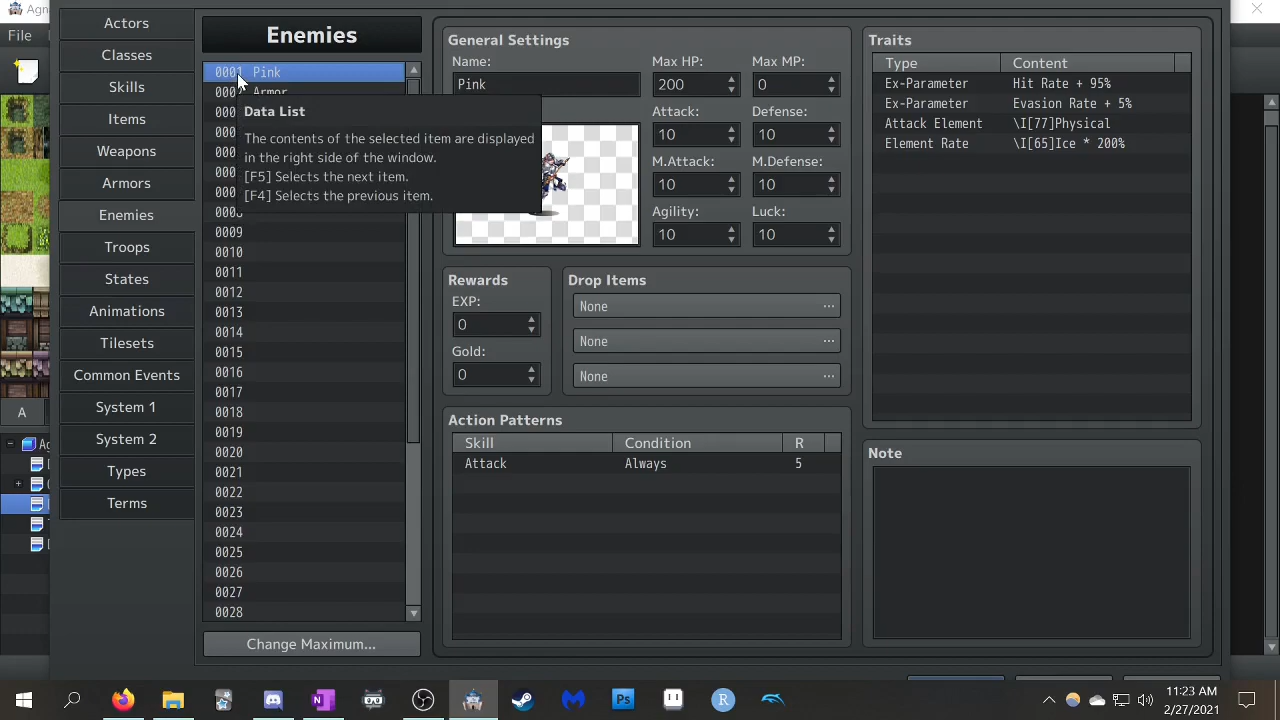 Agn
File
A
Ag
Actors
Classes
Skills
Items
Weapons
Armors
Enemies
Troops
States
Animations
Tilesets
Common Events
System 1
System 2
Types
Terms
Enemies
0001 Pink
Armor
Data List
The contents of the selected item are displayed
in the right side of the window.
[F5] Selects the next item.
[F4] Selects the previous item.
0009
0010
0011
0012
0013
0014
0015
0016
0017
0018
0019
0020
0021
0022
0023
0024
0025
0026
0027
0028
Change Maximum...
General Settings
Name:
Pink
Max HP:
200
Max MP:
0
Attack:
10
Defense:
10
M.Attack:
10
M.Defense:
10
Agility:
10
Luck:
10
Rewards
EXP:
0
Gold:
0
Drop Items
None ...
None ...
None ...
Action Patterns
Skill Condition R
Attack Always 5
Traits
Type Content
Ex-Parameter Hit Rate + 95%
Ex-Parameter Evasion Rate + 5%
Attack Element \I[77]Physical
Element Rate \I[65]Ice * 200%
Note
11:23 AM
2/27/2021